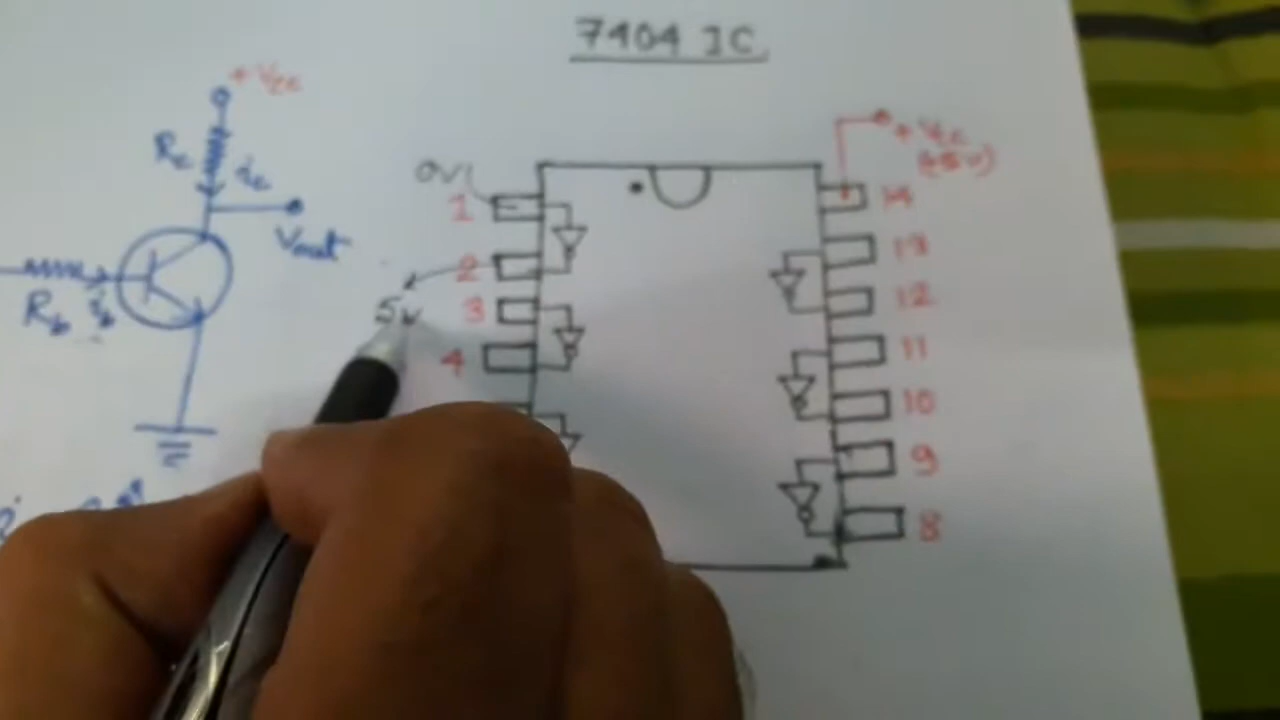 7404 IC
+Vcc
Rc
ic
Vout
Rb
ib
0V
1
2
5v
3
4
+Vcc
(+5v)
14
13
12
11
10
9
8